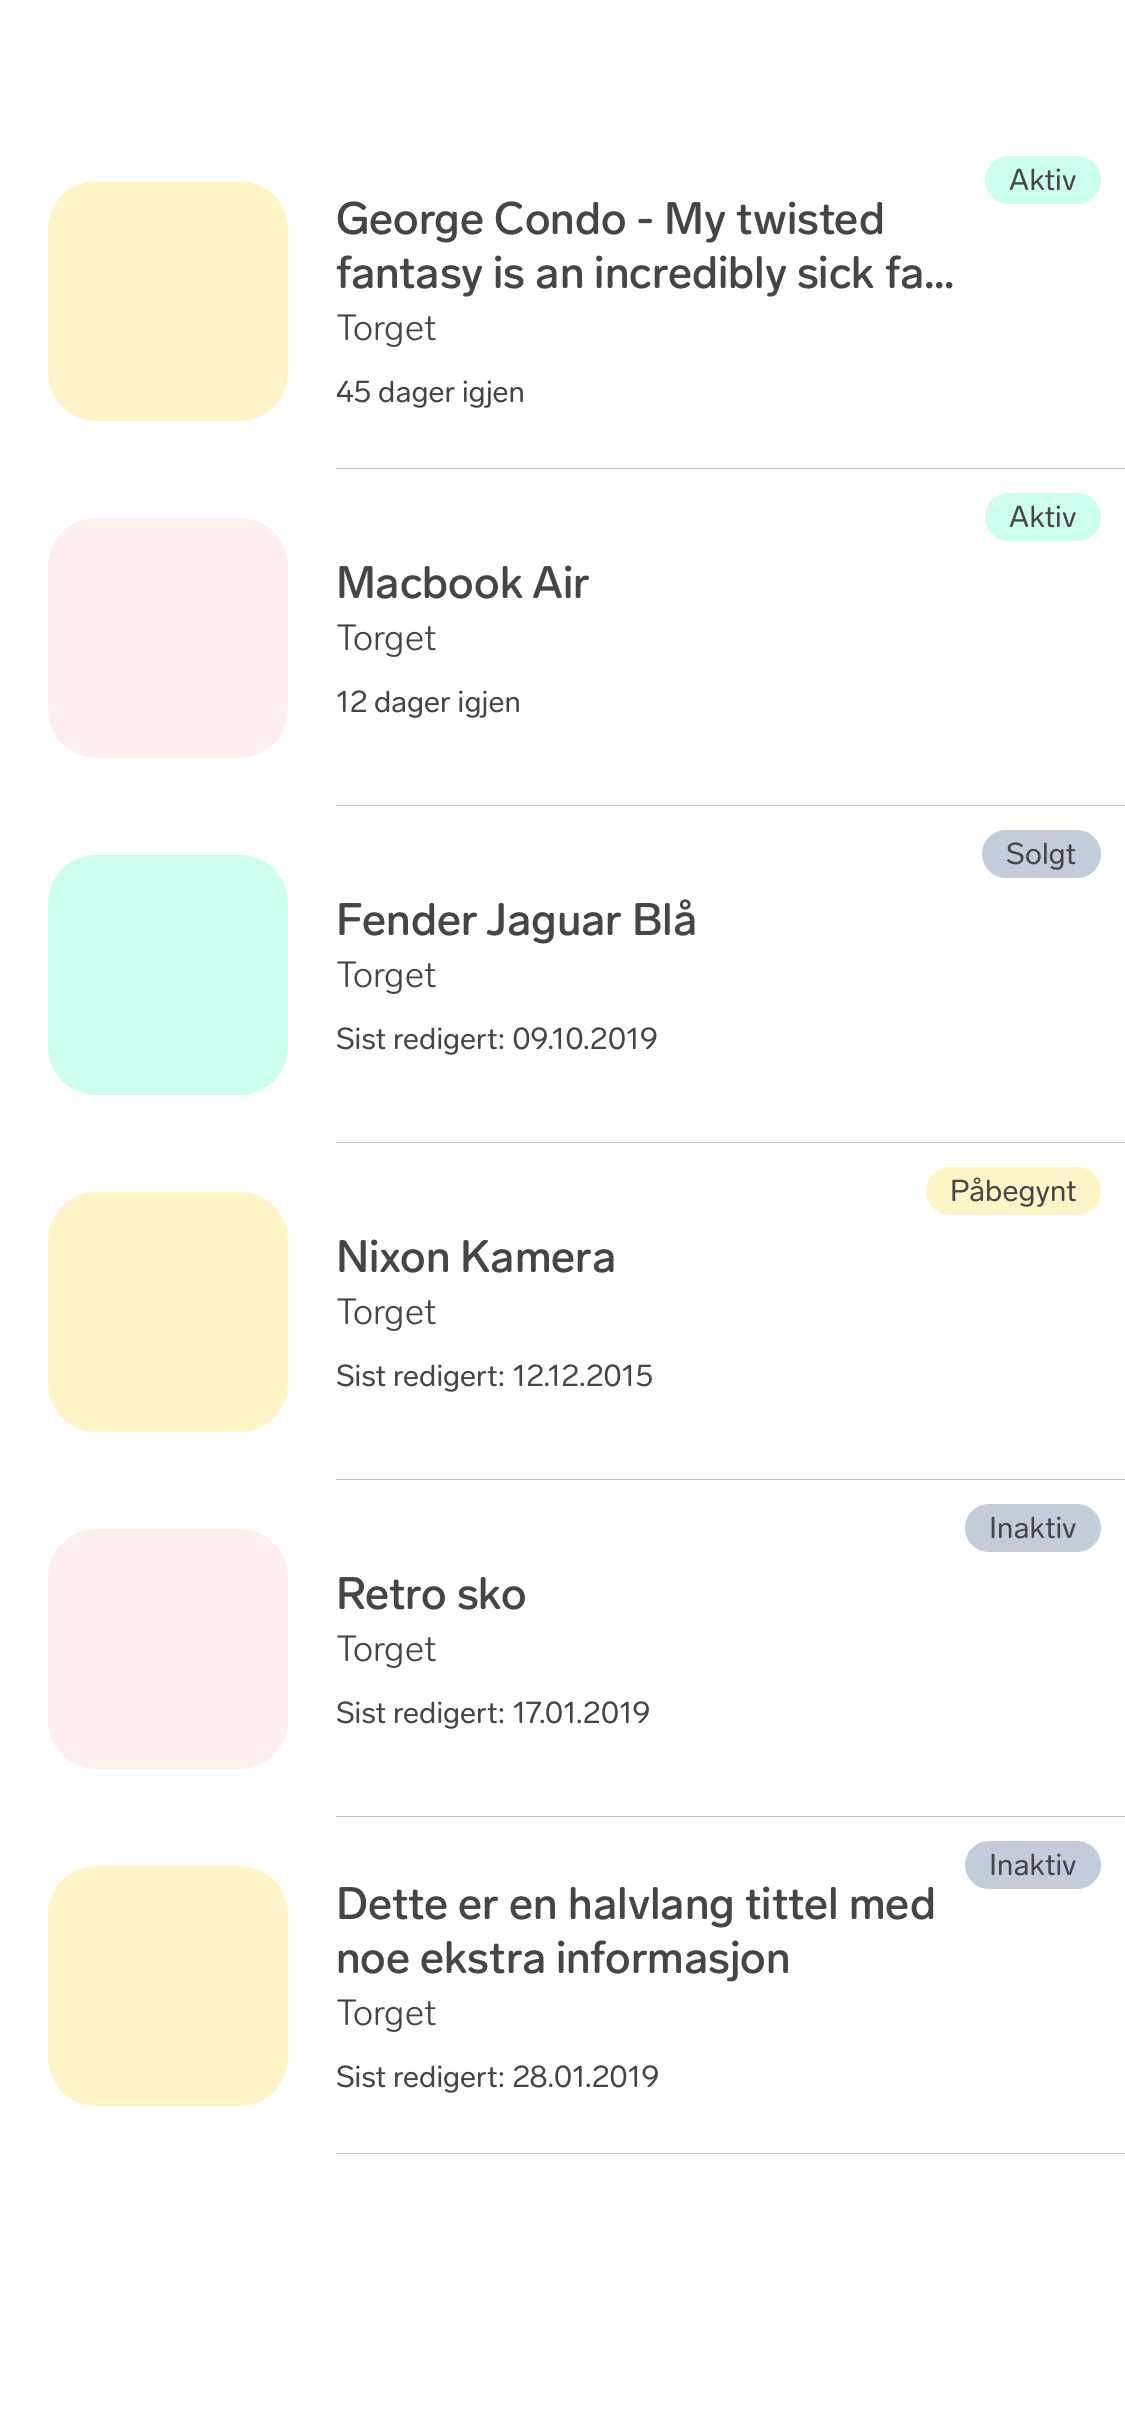 Aktiv
George Condo - My twisted
fantasy is an incredibly sick fa...
Torget
45 dager igjen
Aktiv
Macbook Air
Torget
12 dager igjen
Solgt
Fender Jaguar Blå
Torget
Sist redigert: 09.10.2019
Påbegynt
Nixon Kamera
Torget
Sist redigert: 12.12.2015
Inaktiv
Retro sko
Torget
Sist redigert: 17.01.2019
Inaktiv
Dette er en halvlang tittel med
noe ekstra informasjon
Torget
Sist redigert: 28.01.2019